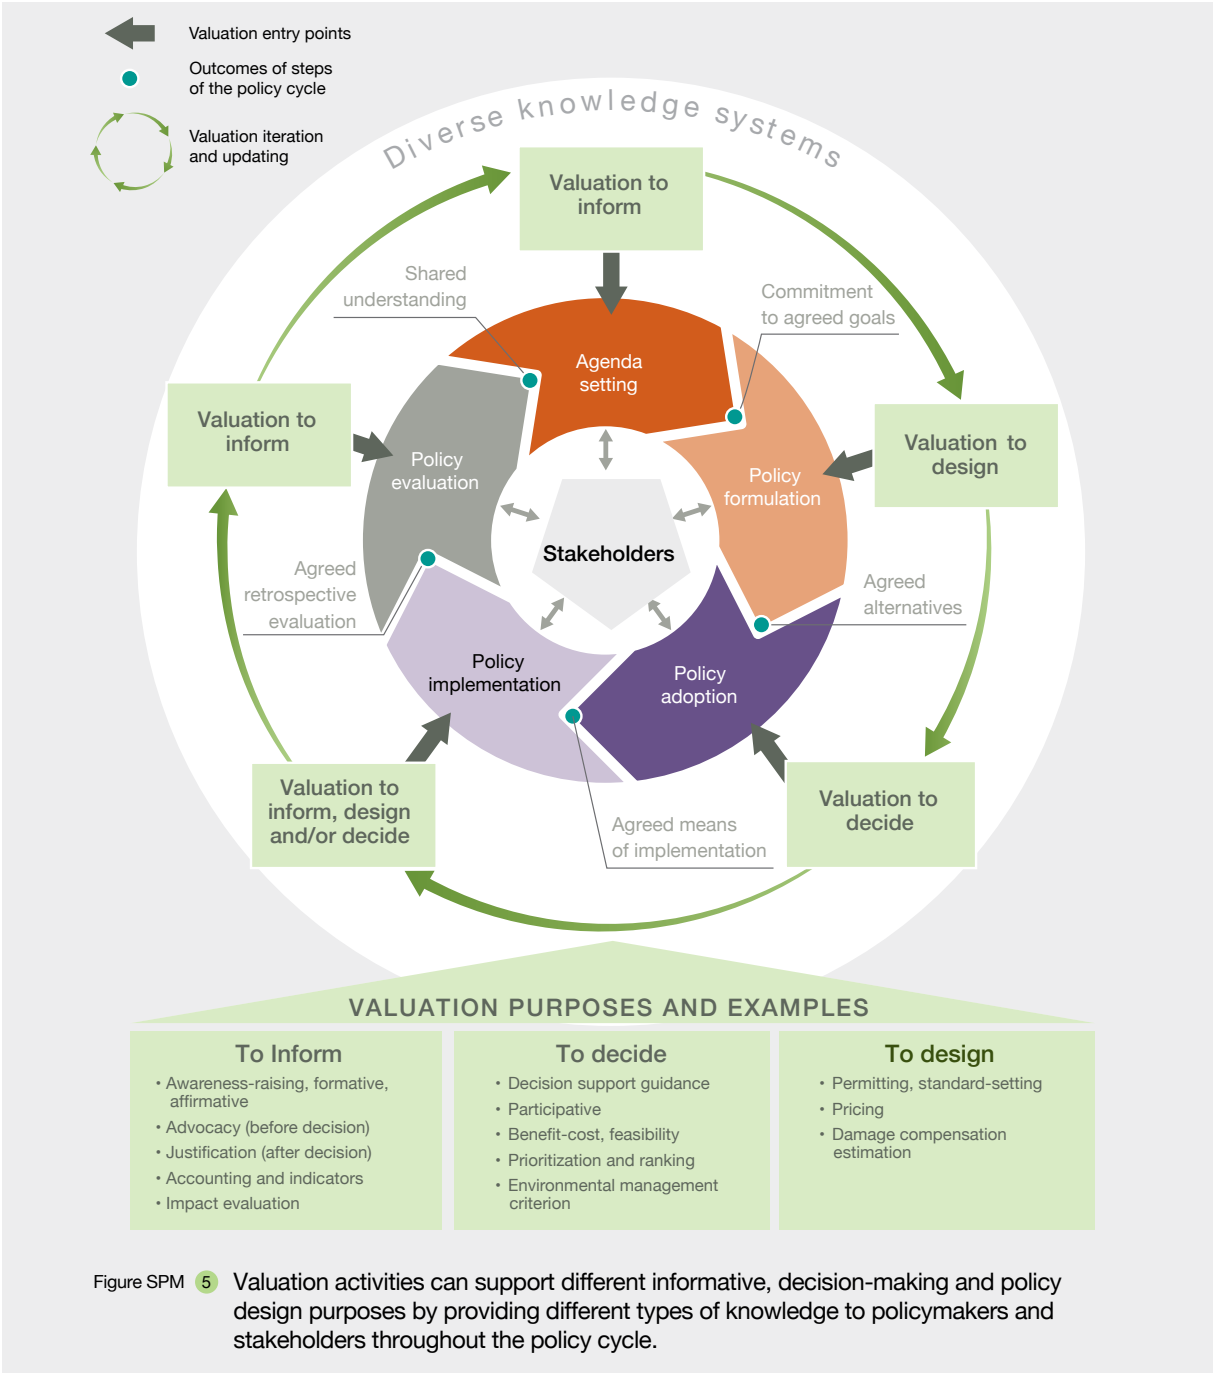 Valuation entry points
Outcomes of steps
of the policy cycle
Valuation iteration
and updating
Diverse knowledge systems
Valuation to
inform
Shared
understanding
Commitment
to agreed goals
Agenda
setting
Valuation to
inform
Valuation to
design
Policy
evaluation
Policy
formulation
Stakeholders
Agreed
retrospective
evaluation
Agreed
alternatives
Policy
implementation
Policy
adoption
Valuation to
inform, design
and/or decide
Valuation to
decide
Agreed means
of implementation
VALUATION PURPOSES AND EXAMPLES
To Inform
• Awareness-raising, formative,
affirmative
• Advocacy (before decision)
• Justification (after decision)
• Accounting and indicators
• Impact evaluation
To decide
• Decision support guidance
• Participative
• Benefit-cost, feasibility
• Prioritization and ranking
• Environmental management
criterion
To design
• Permitting, standard-setting
• Pricing
• Damage compensation
estimation
Figure SPM 5 Valuation activities can support different informative, decision-making and policy
design purposes by providing different types of knowledge to policymakers and
stakeholders throughout the policy cycle.